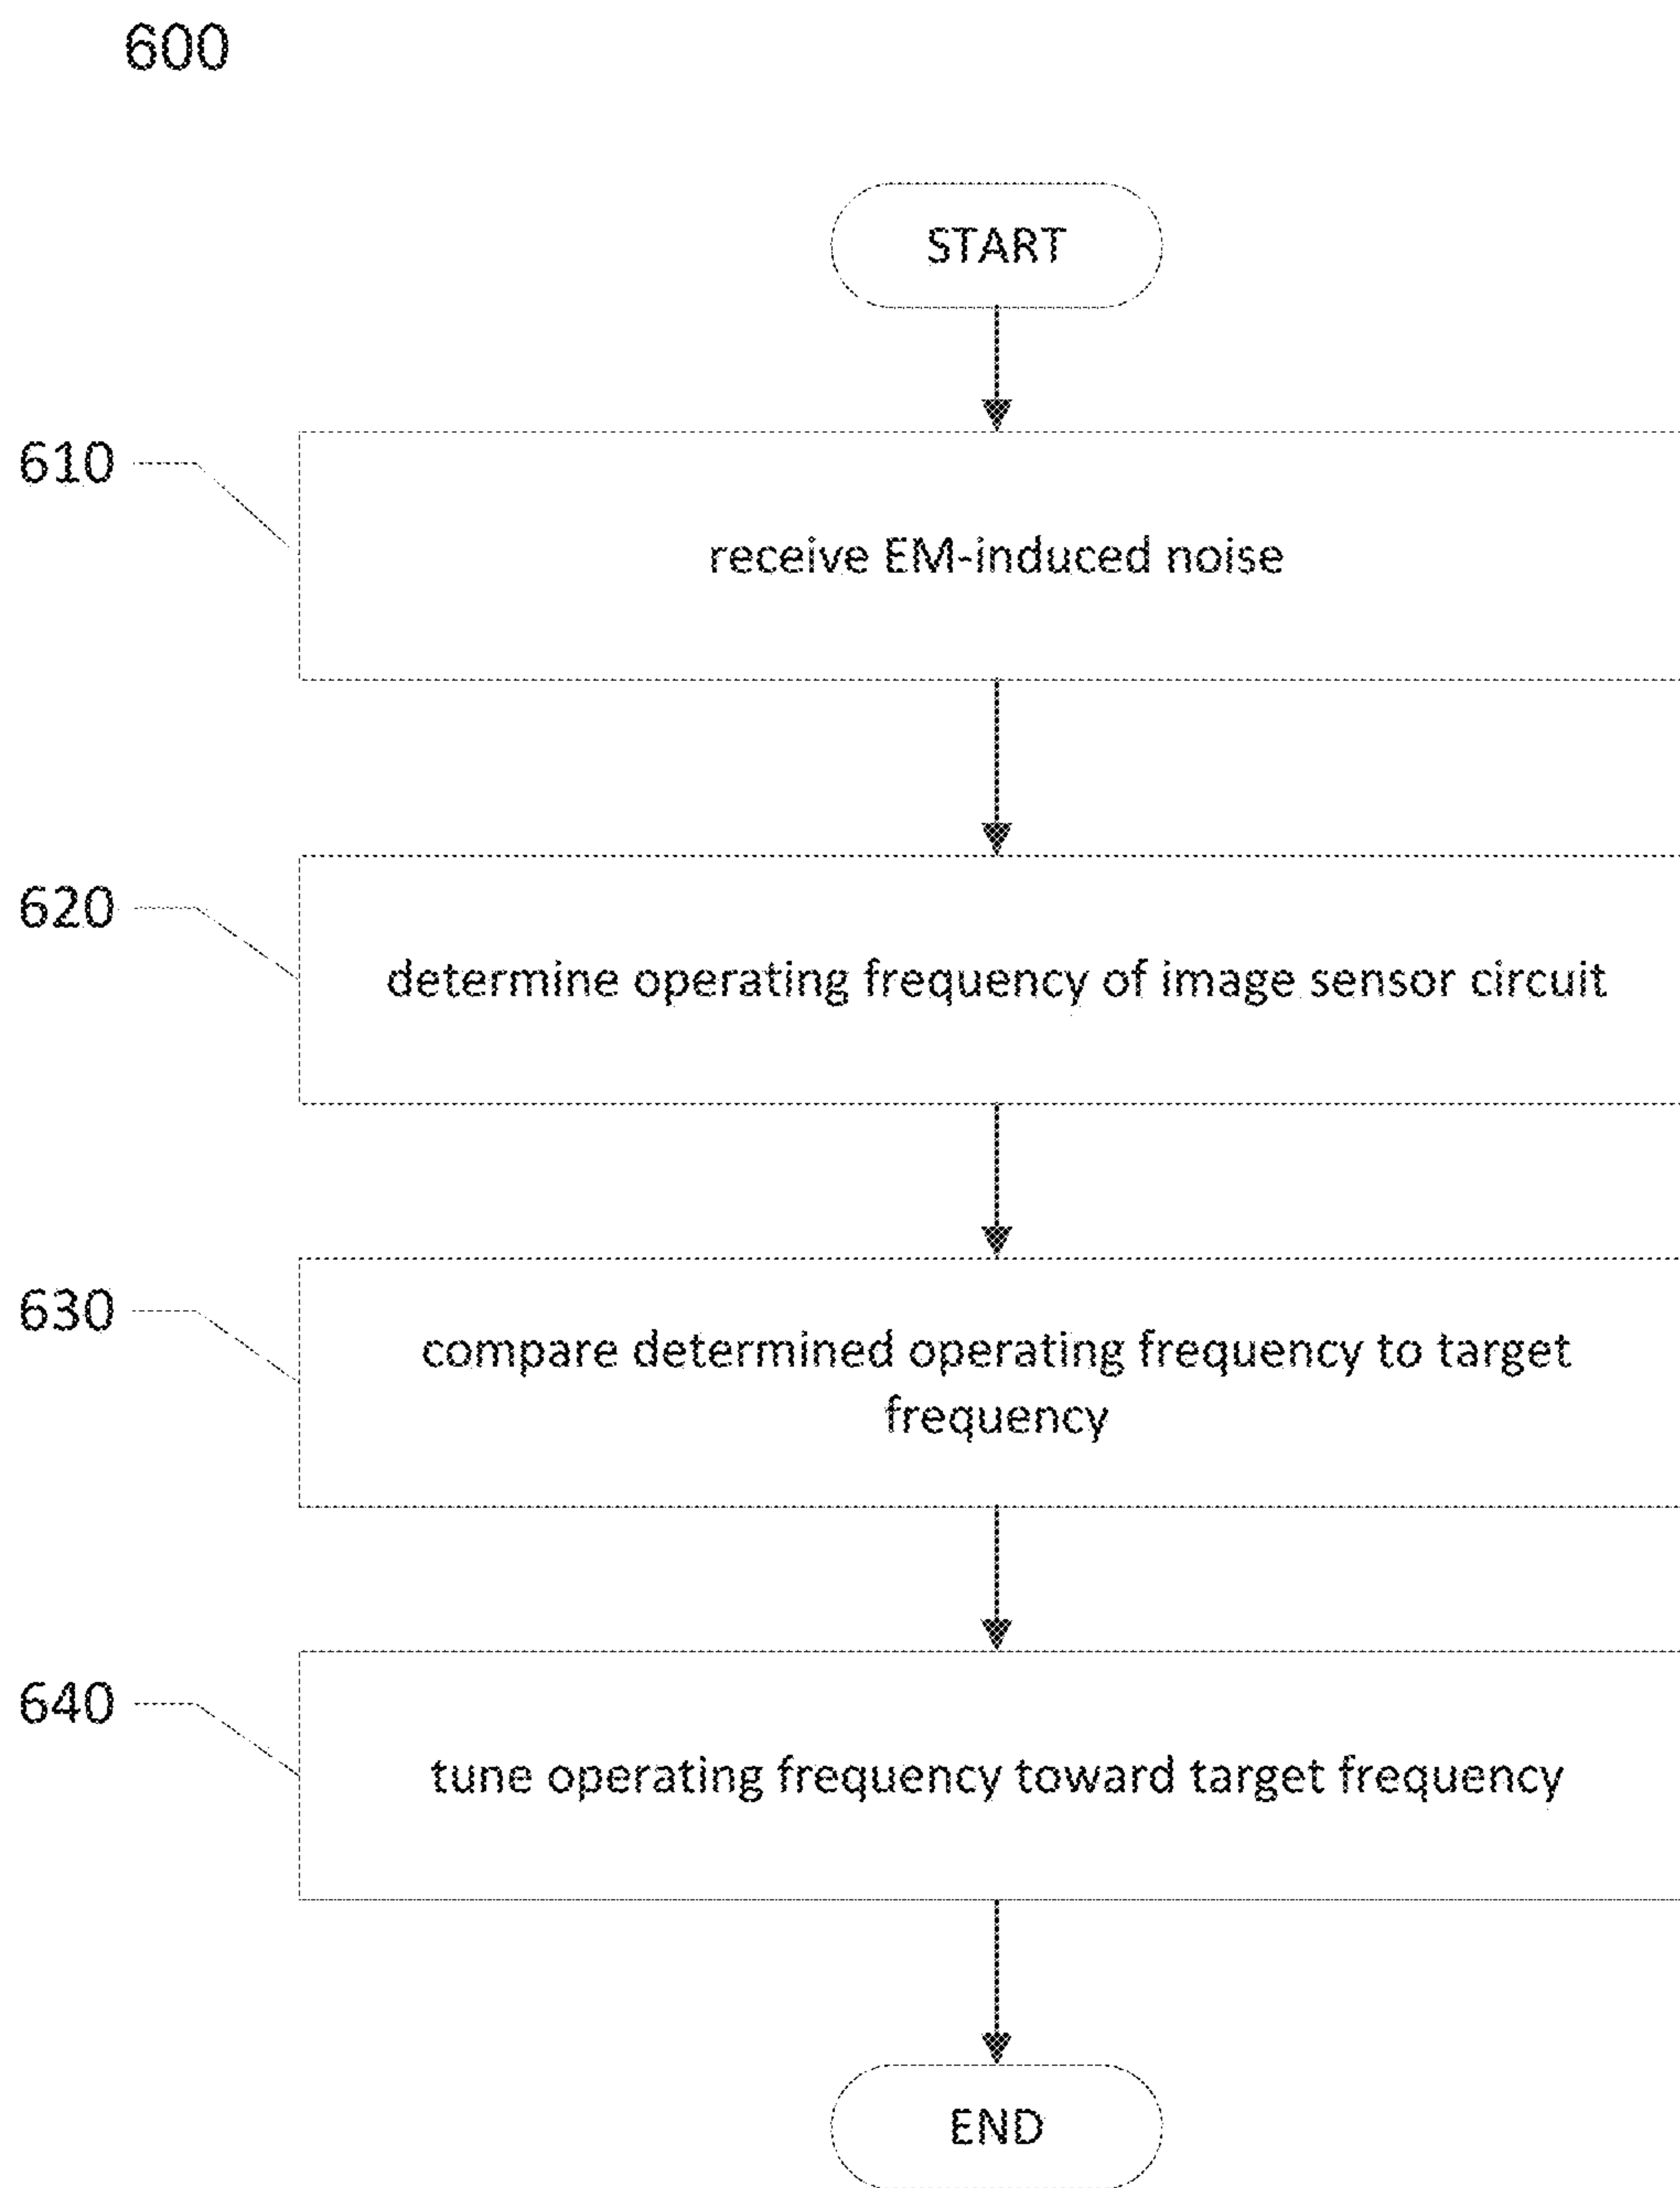 600
START
610
receive EM-induced noise
620
determine operating frequency of image sensor circuit
630
compare determined operating frequency to target
frequency
640
tune operating frequency toward target frequency
END